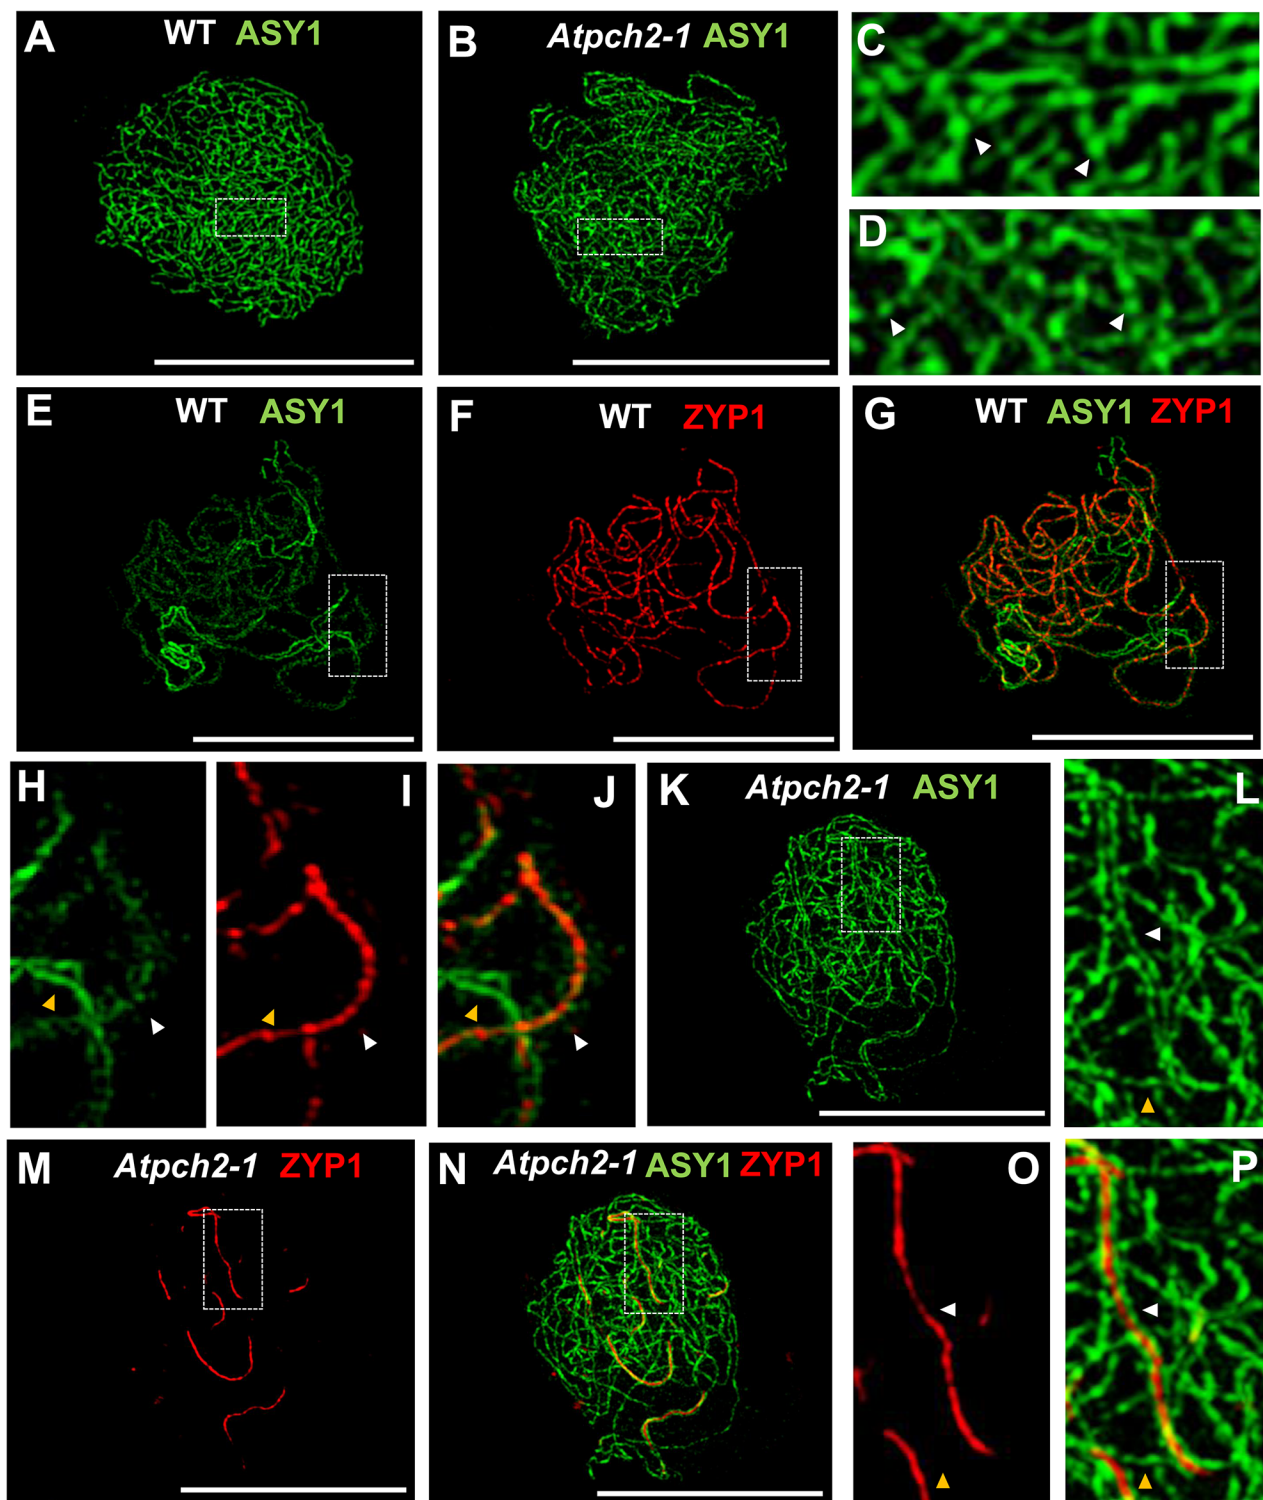 A WT ASY1
B Atpch2-1 ASY1
C
D
E WT ASY1
F WT ZYP1
G WT ASY1 ZYP1
H
I
J
K Atpch2-1 ASY1
L
M Atpch2-1 ZYP1
N Atpch2-1 ASY1 ZYP1
O
P